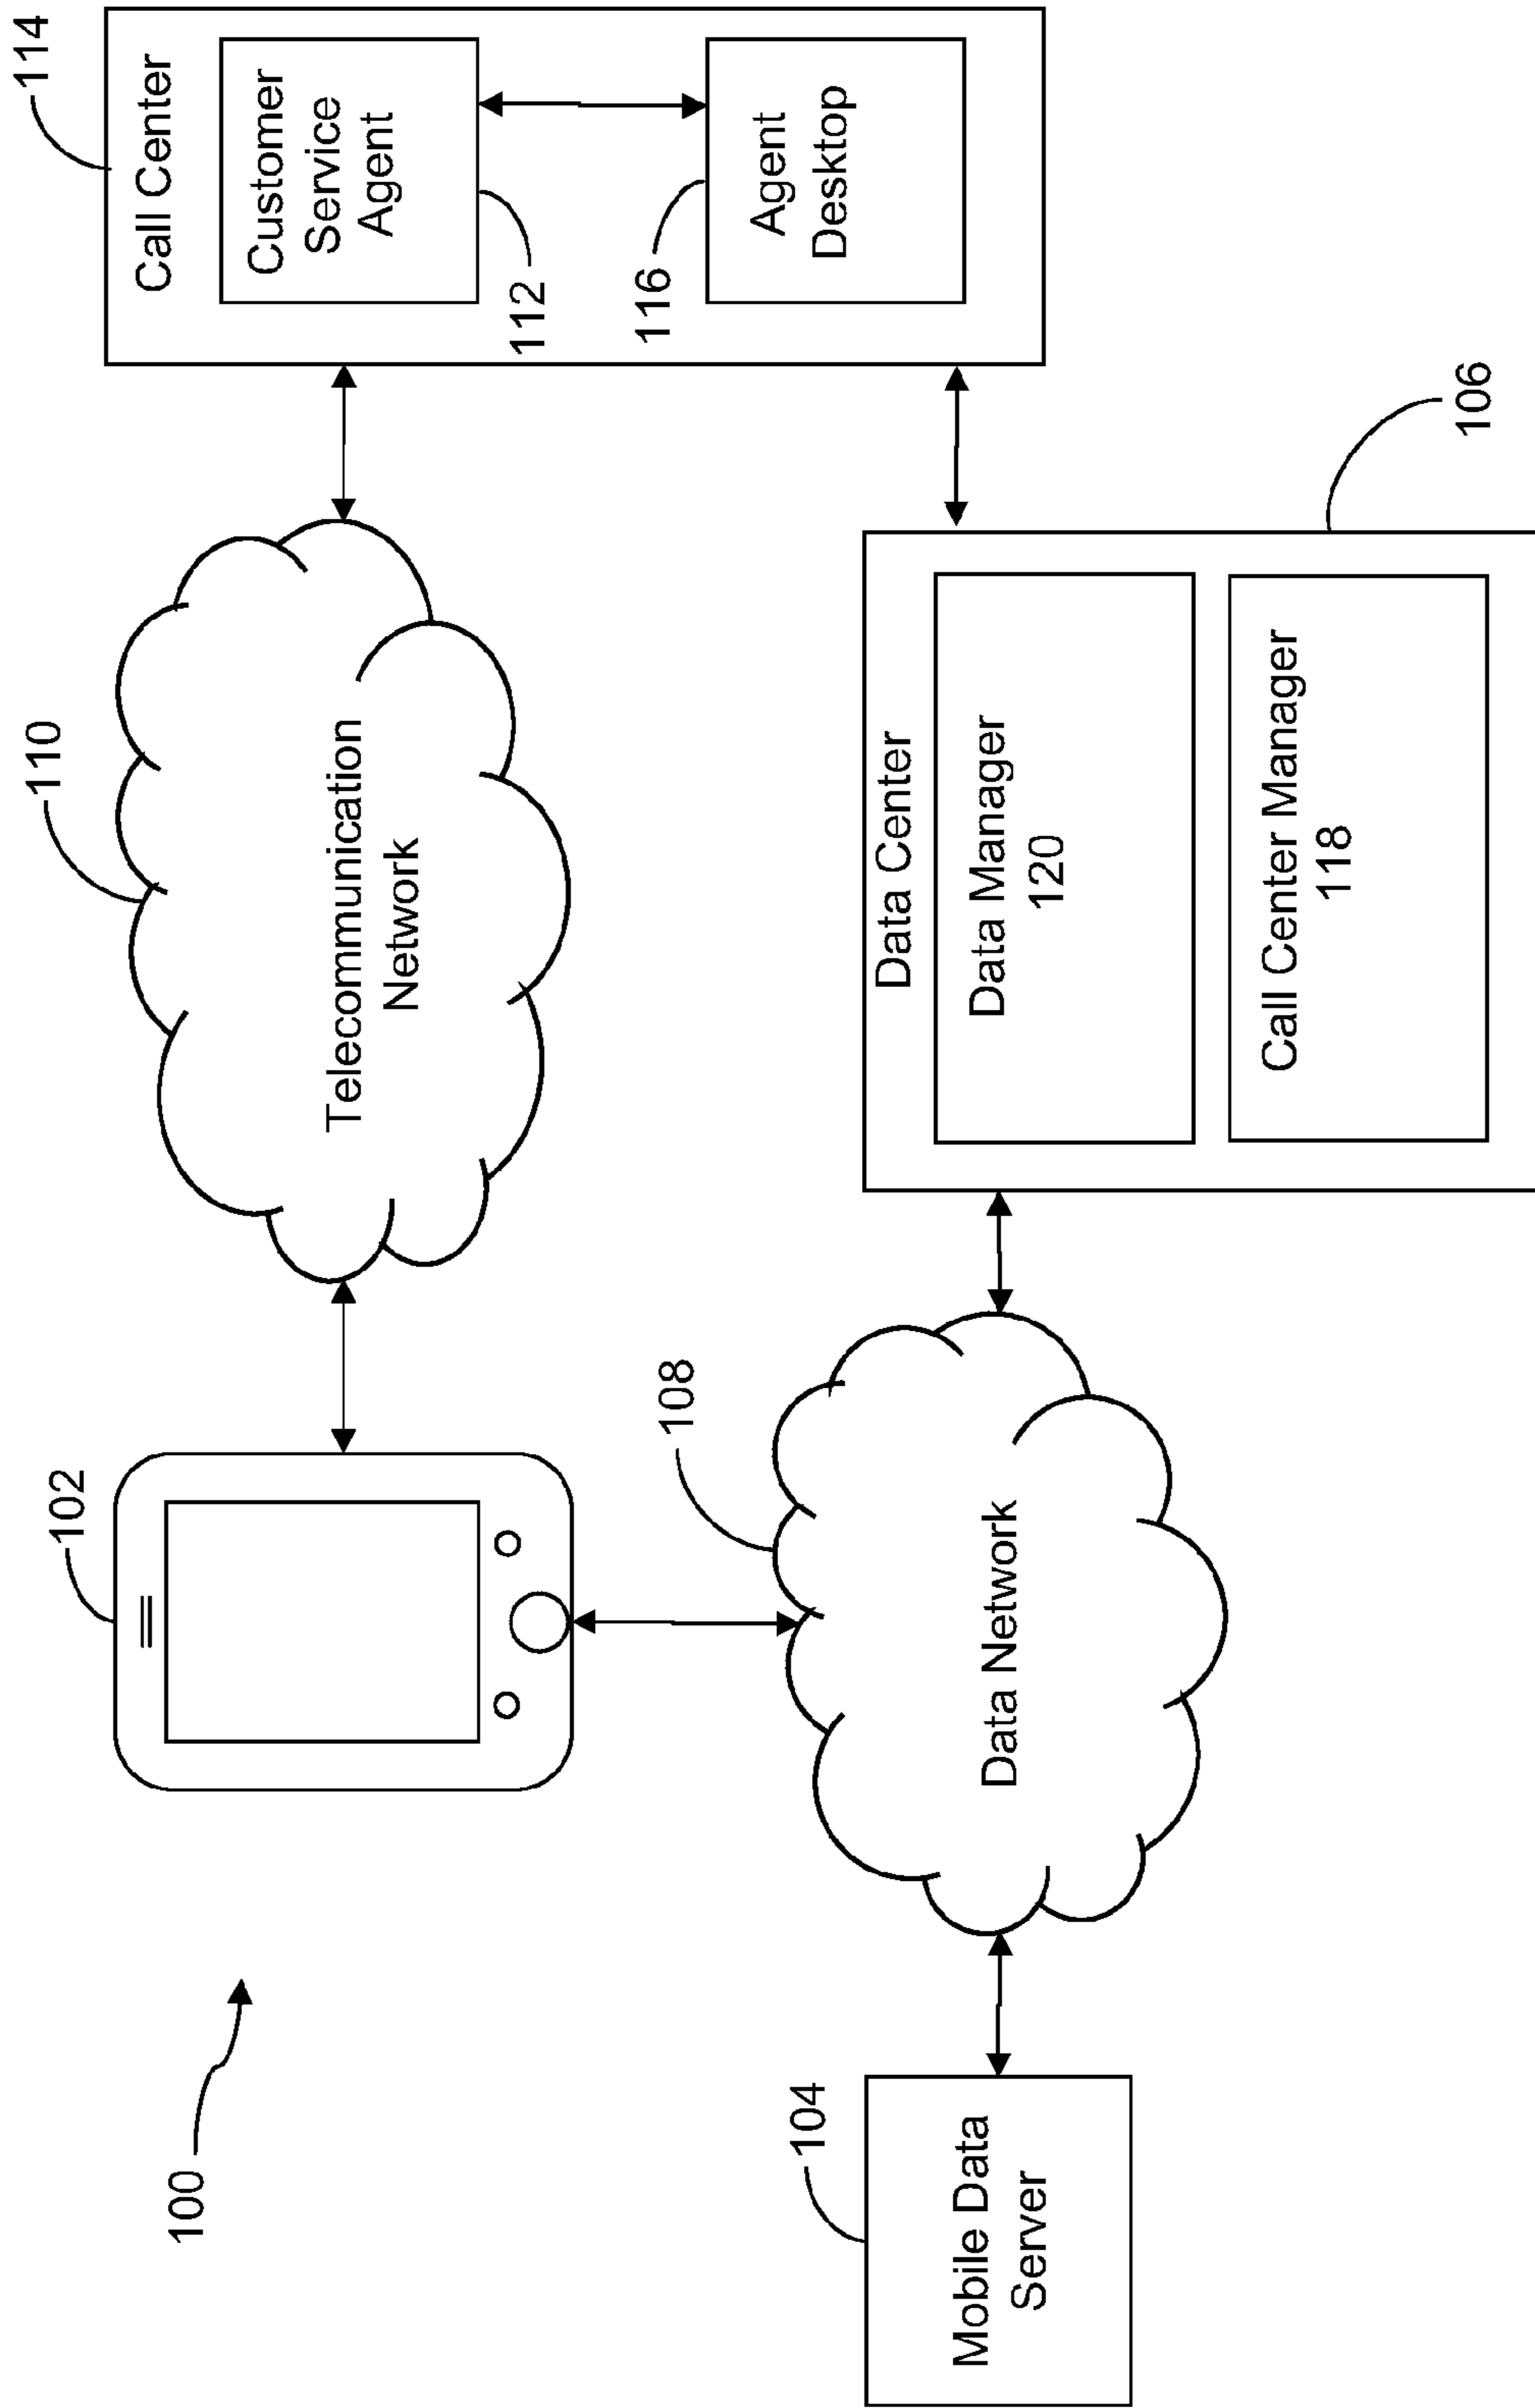 100
102
110
114
Call Center
Customer
Service
Agent
112
116
Agent
Desktop
Telecommunication
Network
108
Data Network
104
Mobile Data
Server
Data Center
Data Manager
120
Call Center Manager
118
106